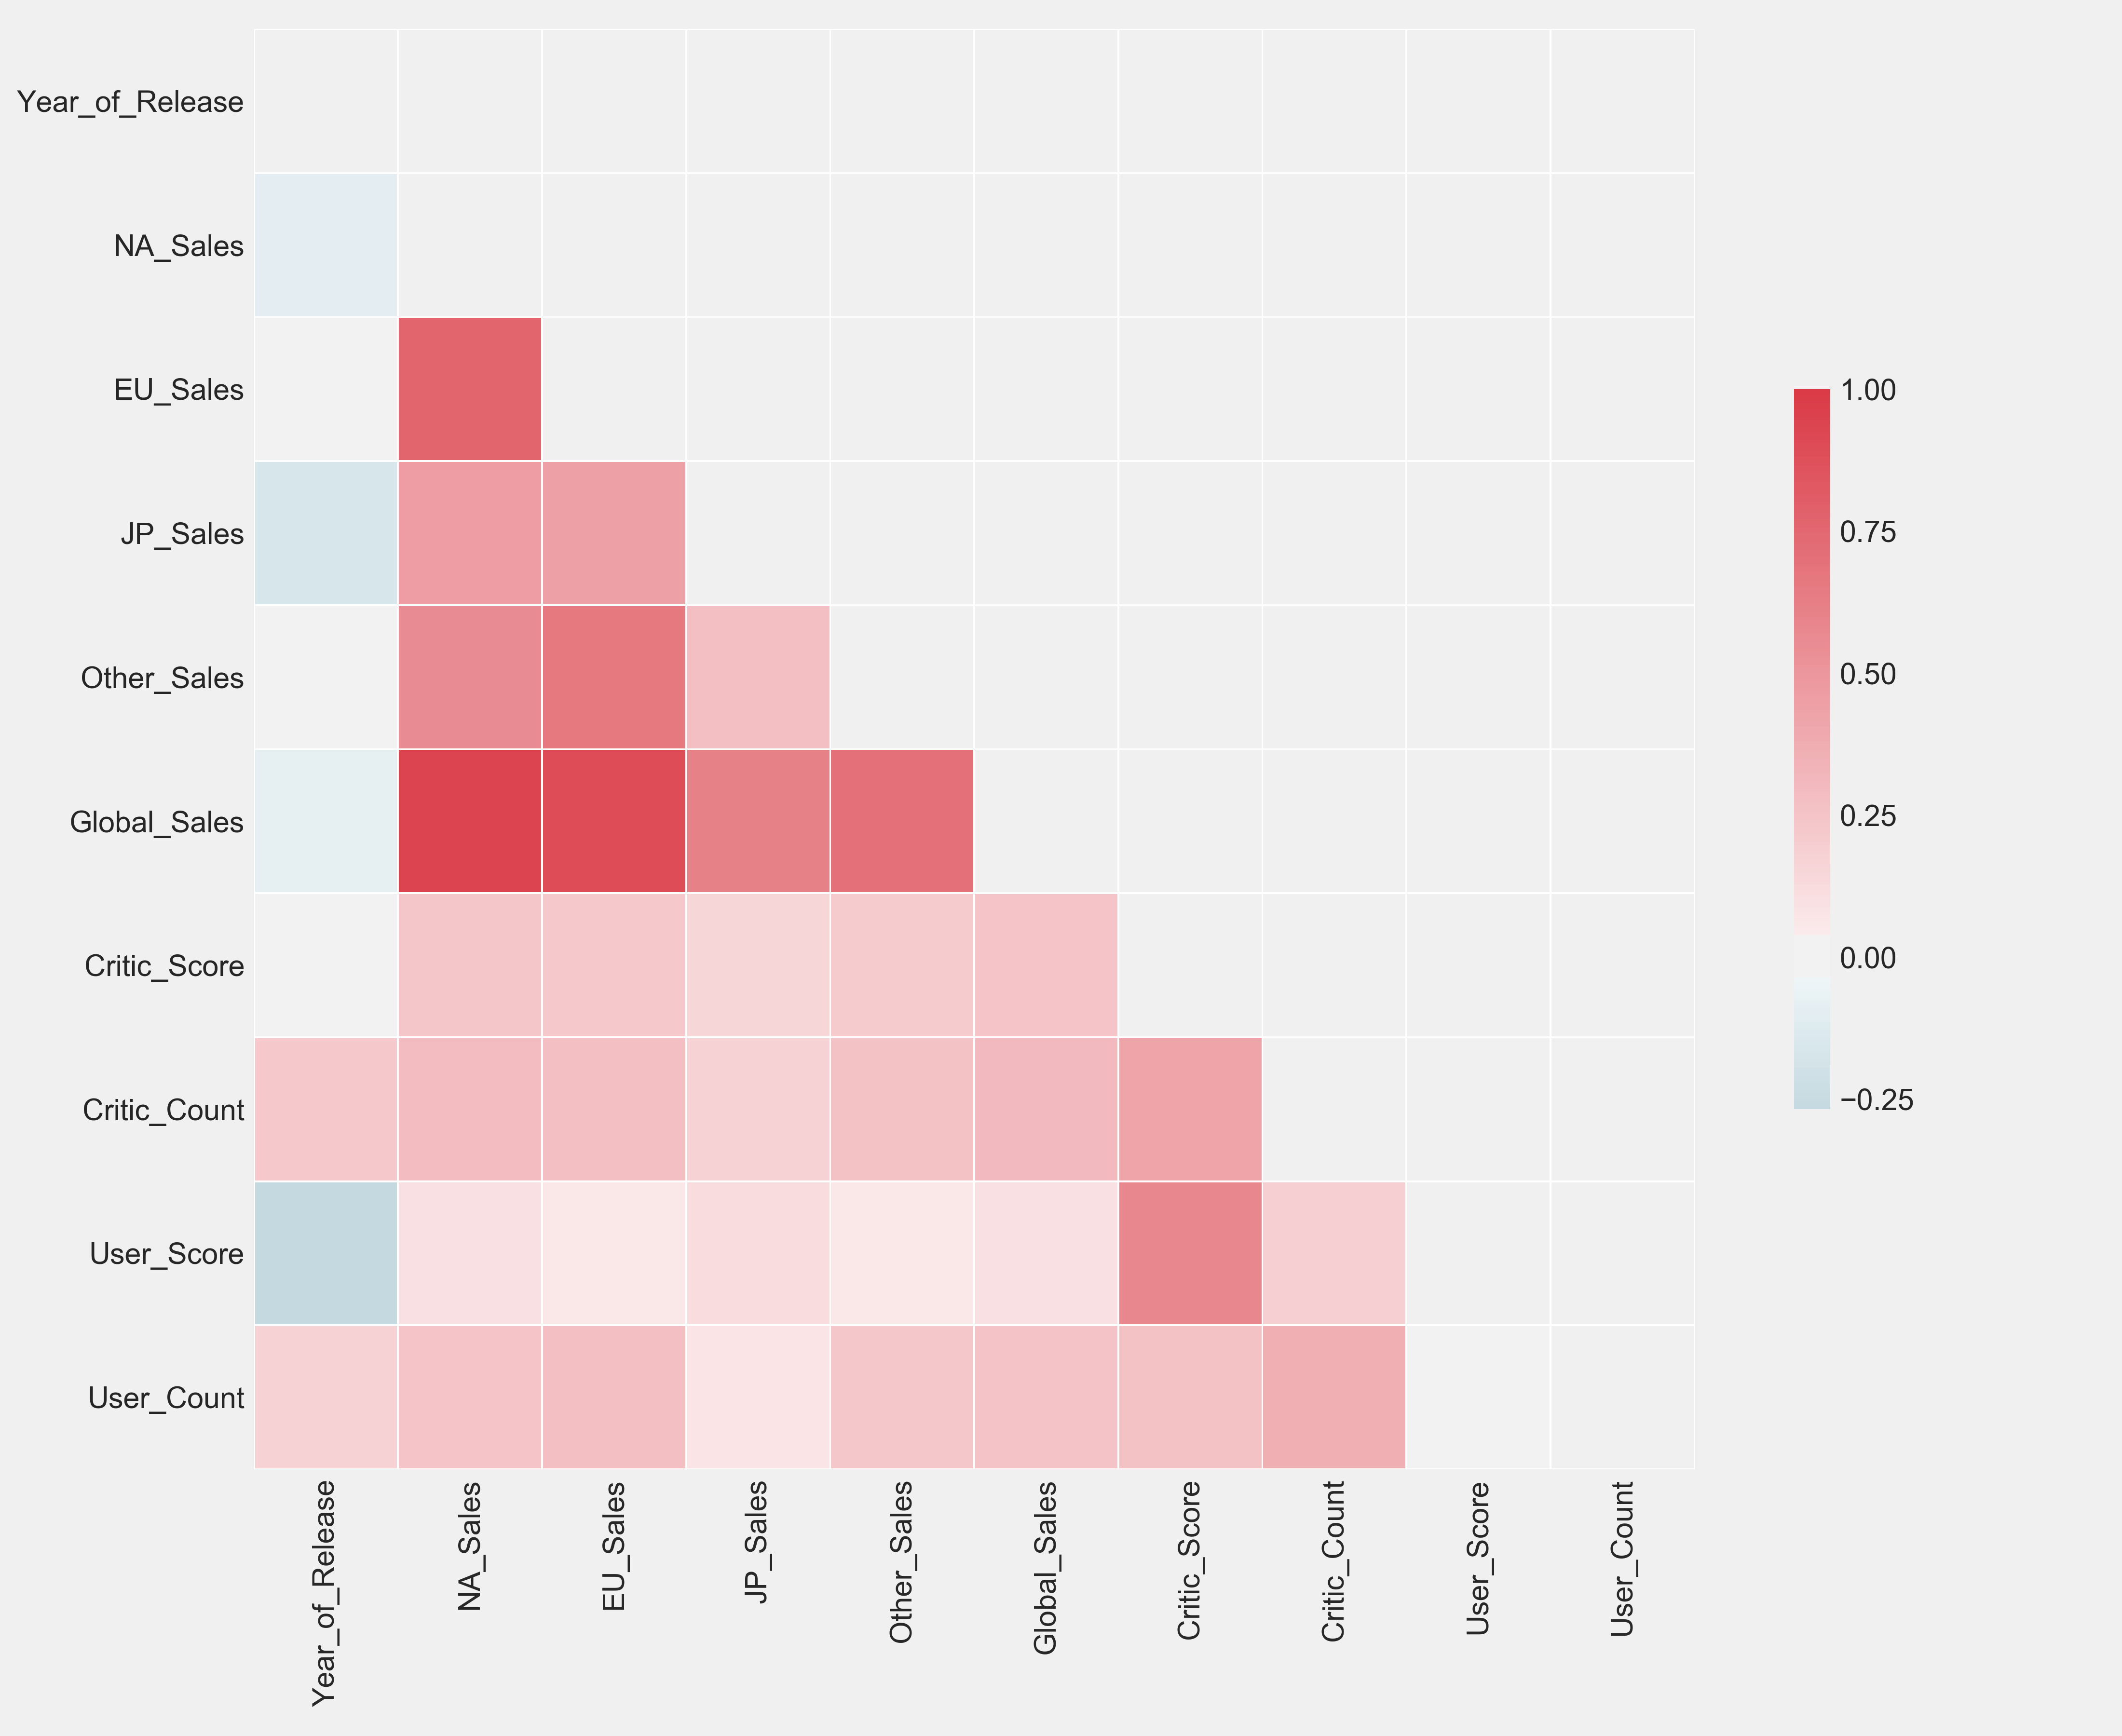 Year_of_Release
NA_Sales
EU_Sales
JP_Sales
Other_Sales
Global_Sales
Critic_Score
Critic_Count
User_Score
User_Count
Year_of_Release
NA_Sales
EU_Sales
JP_Sales
Other_Sales
Global_Sales
Critic_Score
Critic_Count
User_Score
User_Count
1.00
0.75
0.50
0.25
0.00
−0.25